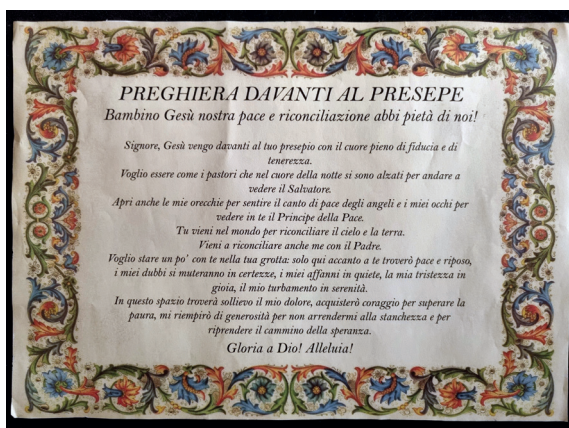 PREGHIERA DAVANTI AL PRESEPE
Bambino Gesù nostra pace e riconciliazione abbi pietà di noi!
Signore, Gesù vengo davanti al tuo presepio con il cuore pieno di fiducia e di
tenerezza.
Voglio essere come i pastori che nel cuore della notte si sono alzati per andare a
vedere il Salvatore.
Apri anche le mie orecchie per sentire il canto di pace degli angeli e i miei occhi per
vedere in te il Principe della Pace.
Tu vieni nel mondo per riconciliare il cielo e la terra.
Vieni a riconciliare anche me con il Padre.
Voglio stare un po' con te nella tua grotta: solo qui accanto a te troverò pace e riposo,
i miei dubbi si muteranno in certezze, i miei affanni in quiete, la mia tristezza in
gioia, il mio turbamento in serenità.
In questo spazio troverà sollievo il mio dolore, acquisterò coraggio per superare la
paura, mi riempirò di generosità per non arrendermi alla stanchezza e per
riprendere il cammino della speranza.
Gloria a Dio! Alleluia!